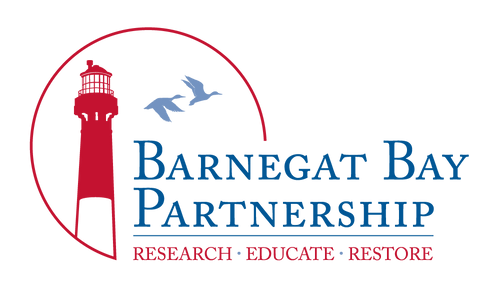 Barnegat Bay
Partnership
RESEARCH · EDUCATE · RESTORE